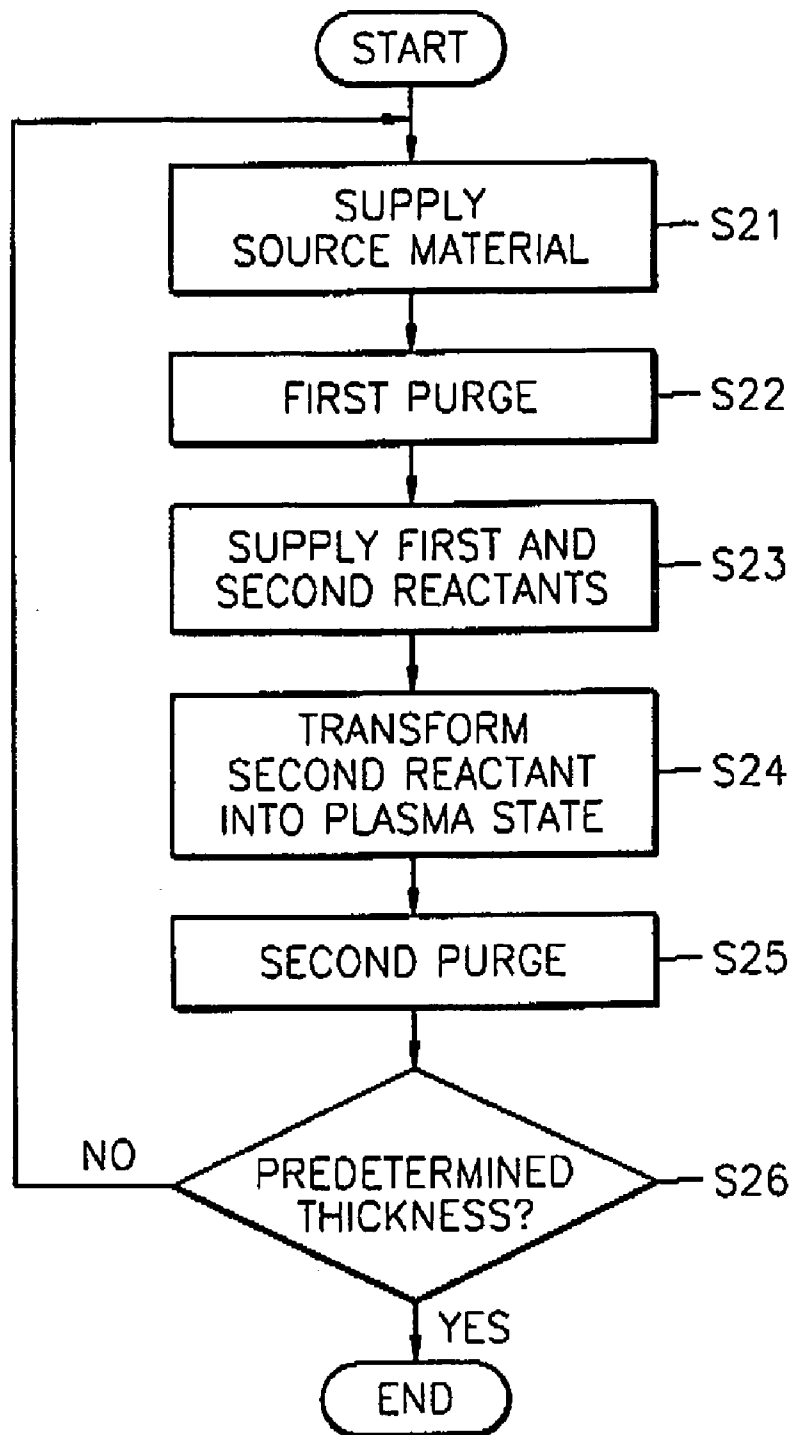 START
SUPPLY
SOURCE MATERIAL
S21
FIRST PURGE
S22
SUPPLY FIRST AND
SECOND REACTANTS
S23
TRANSFORM
SECOND REACTANT
INTO PLASMA STATE
S24
SECOND PURGE
S25
NO
PREDETERMINED
THICKNESS?
S26
YES
END